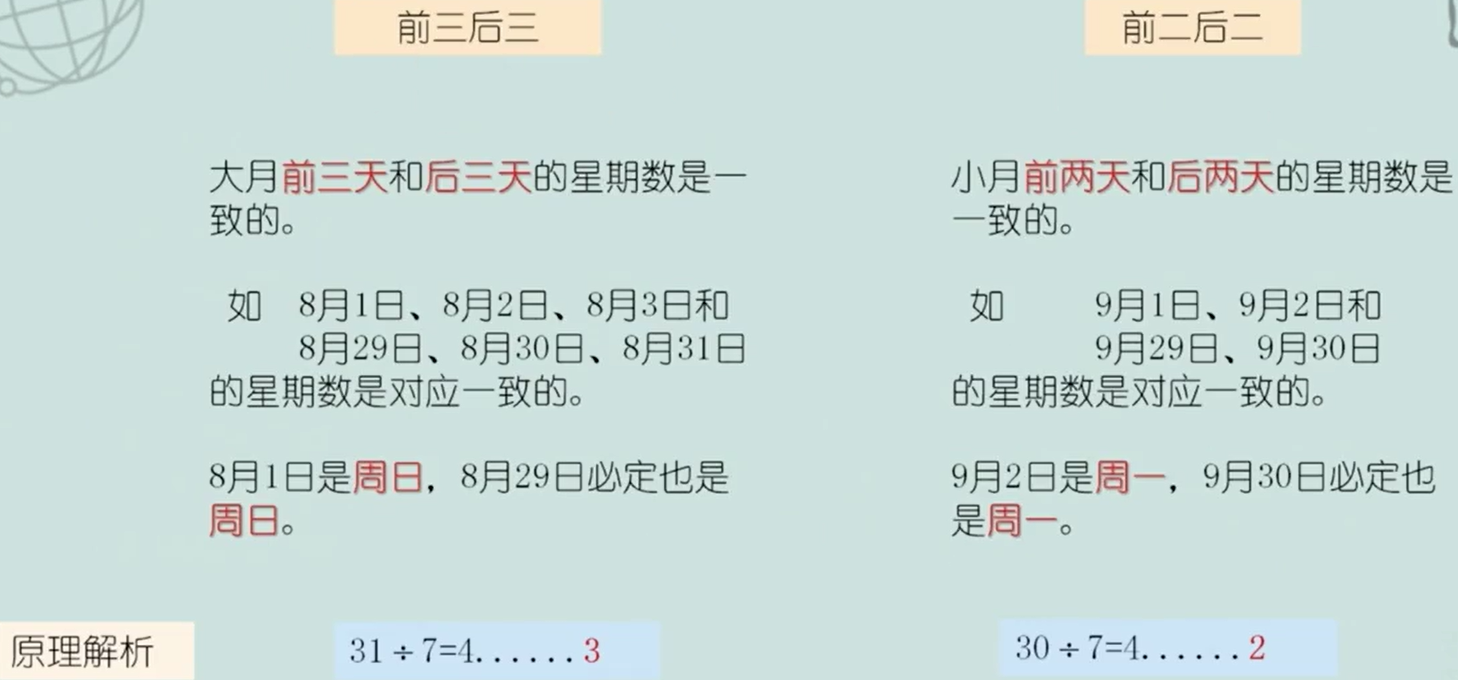 前三后三
大月前三天和后三天的星期数是一
致的。
如 8月1日、8月2日、8月3日和
8月29日、8月30日、8月31日
的星期数是对应一致的。
8月1日是周日，8月29日必定也是
周日。
31÷7=4......3
前二后二
小月前两天和后两天的星期数是
一致的。
如 9月1日、9月2日和
9月29日、9月30日
的星期数是对应一致的。
9月2日是周一，9月30日必定也
是周一。
30÷7=4......2
原理解析